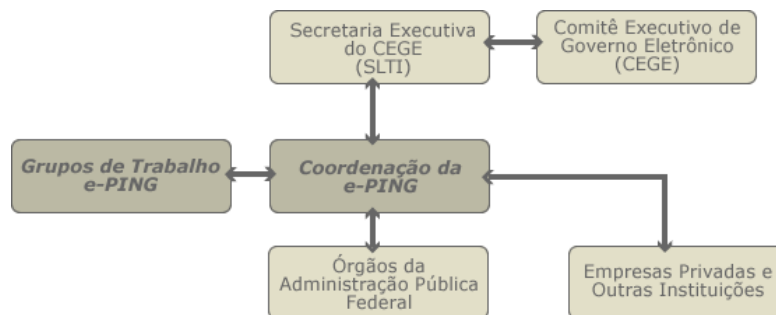 Secretaria Executiva
do CEGE
(SLTI)
Comitê Executivo de
Governo Eletrônico
(CEGE)
Grupos de Trabalho
e-PING
Coordenação da
e-PING
Órgãos da
Administração Pública
Federal
Empresas Privadas e
Outras Instituições